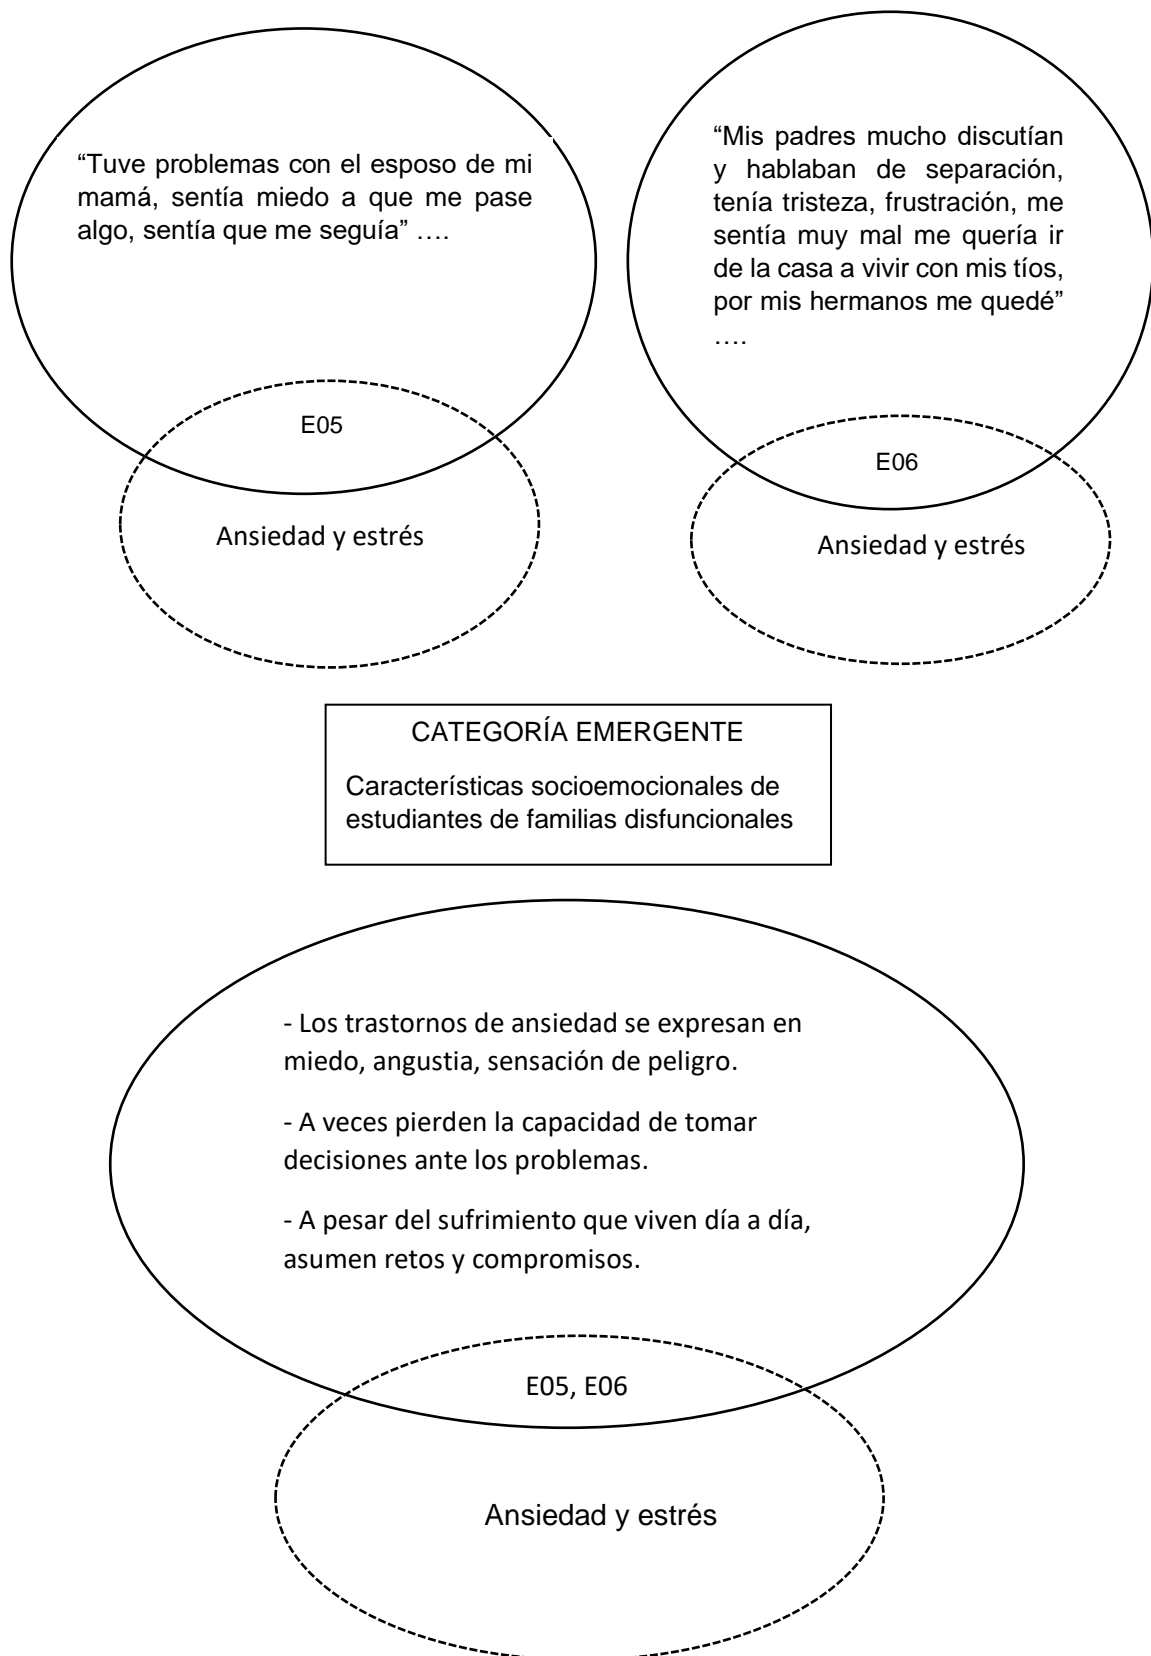 “Tuve problemas con el esposo de mi
mamá, sentía miedo a que me pase
algo, sentía que me seguía” ….
E05
Ansiedad y estrés
“Mis padres mucho discutían
y hablaban de separación,
tenía tristeza, frustración, me
sentía muy mal me quería ir
de la casa a vivir con mis tíos,
por mis hermanos me quedé”
….
E06
Ansiedad y estrés
CATEGORÍA EMERGENTE
Característícas socioemocionales de
estudiantes de familias disfuncionales
- Los trastornos de ansiedad se expresan en
miedo, angustia, sensación de peligro.
- A veces pierden la capacidad de tomar
decisiones ante los problemas.
- A pesar del sufrimiento que viven día a día,
asumen retos y compromisos.
E05, E06
Ansiedad y estrés